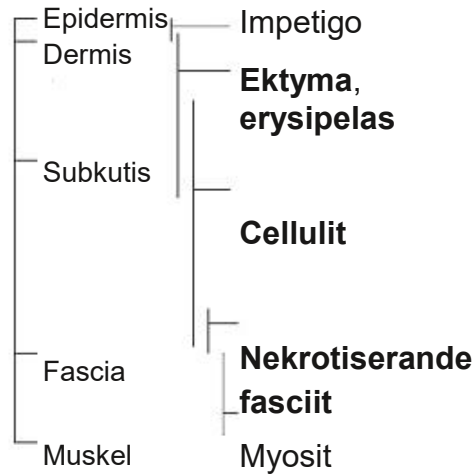 Epidermis
Impetigo
Dermis
Ektyma,
erysipelas
Subkutis
Cellulit
Nekrotiserande
Fascia
fasciit
Muskel
Myosit